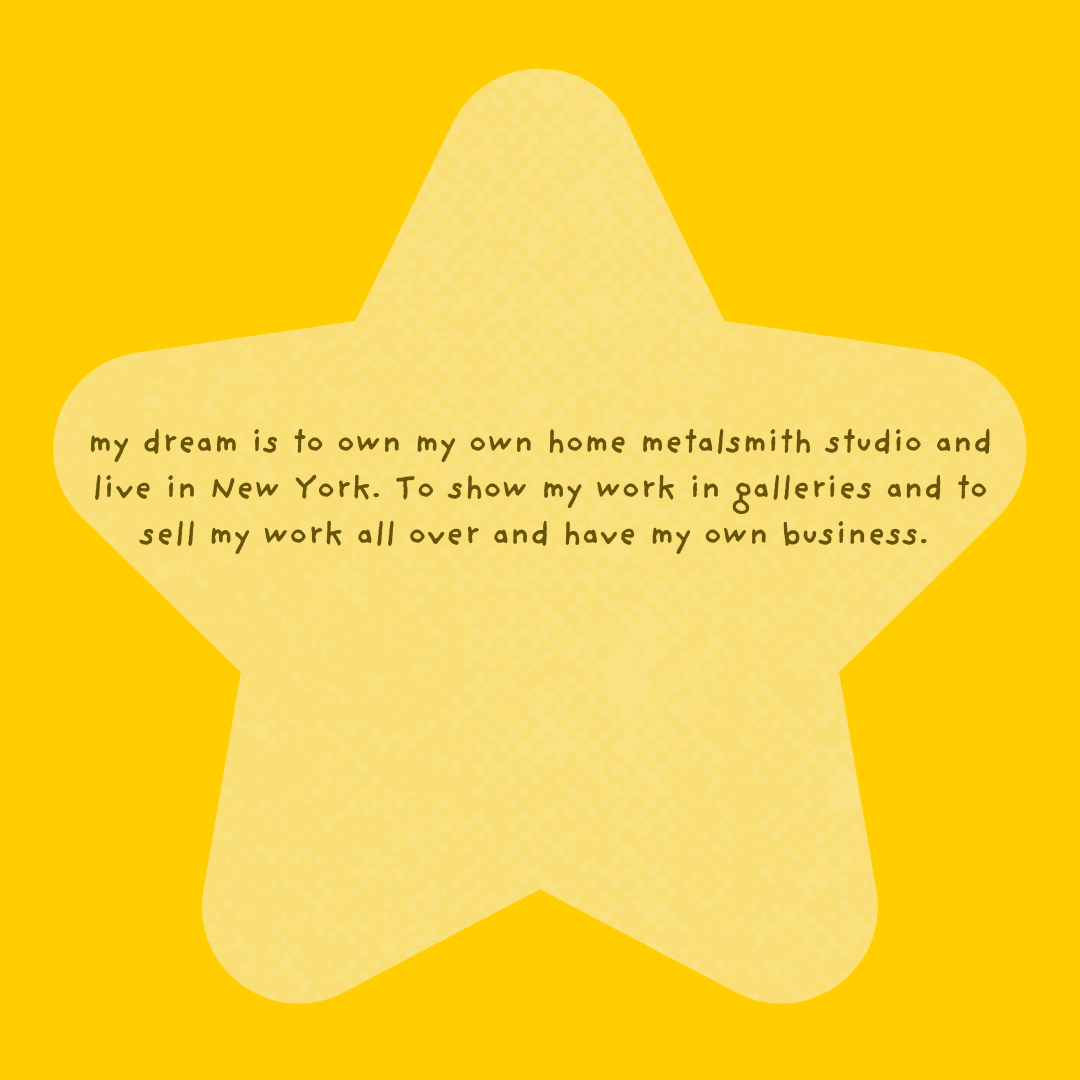 my dream is to own my own home metalsmith studio and
live in New York. To show my work in galleries and to
sell my work all over and have my own business.